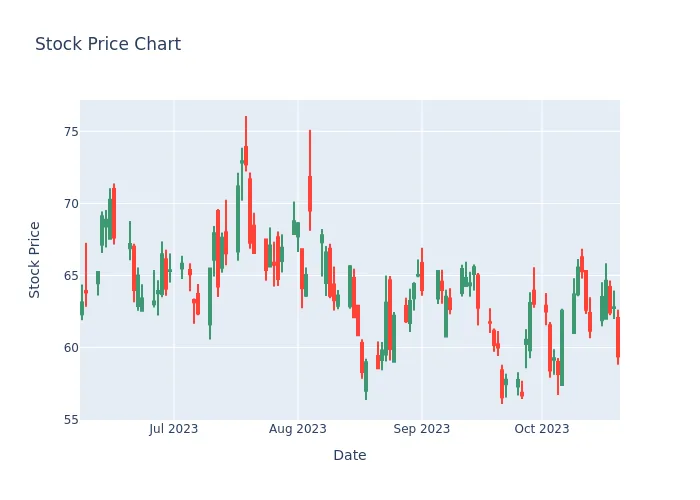 Stock Price Chart
75
70
65
60
55
Stock Price
Jul 2023
Aug 2023
Sep 2023
Oct 2023
Date